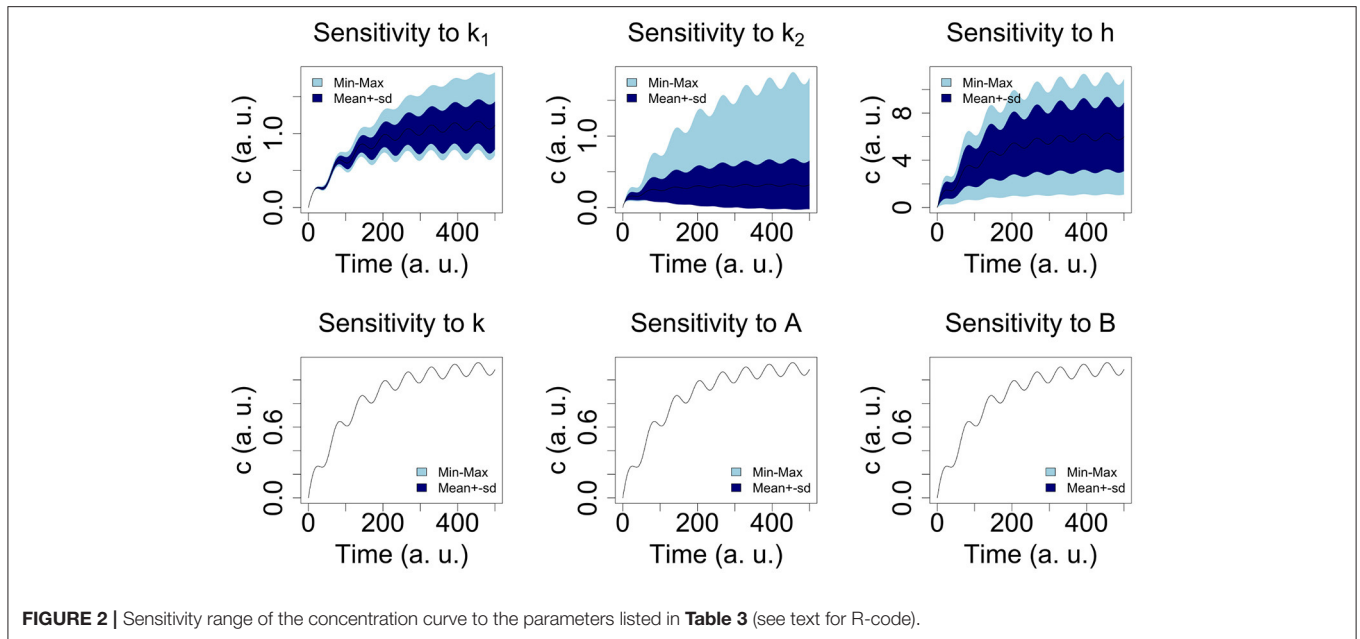 Sensitivity to k₁
Min-Max
Mean+-sd
c (a. u.)
0.0 1.0
0 200 400
Time (a. u.)
Sensitivity to k₂
Min-Max
Mean+-sd
c (a. u.)
0.0 1.0
0 200 400
Time (a. u.)
Sensitivity to h
Min-Max
Mean+-sd
c (a. u.)
0 4 8
0 200 400
Time (a. u.)
Sensitivity to k
c (a. u.)
0.0 0.6
Min-Max
Mean+-sd
0 200 400
Time (a. u.)
Sensitivity to A
c (a. u.)
0.0 0.6
Min-Max
Mean+-sd
0 200 400
Time (a. u.)
Sensitivity to B
c (a. u.)
0.0 0.6
Min-Max
Mean+-sd
0 200 400
Time (a. u.)
FIGURE 2 | Sensitivity range of the concentration curve to the parameters listed in Table 3 (see text for R-code).